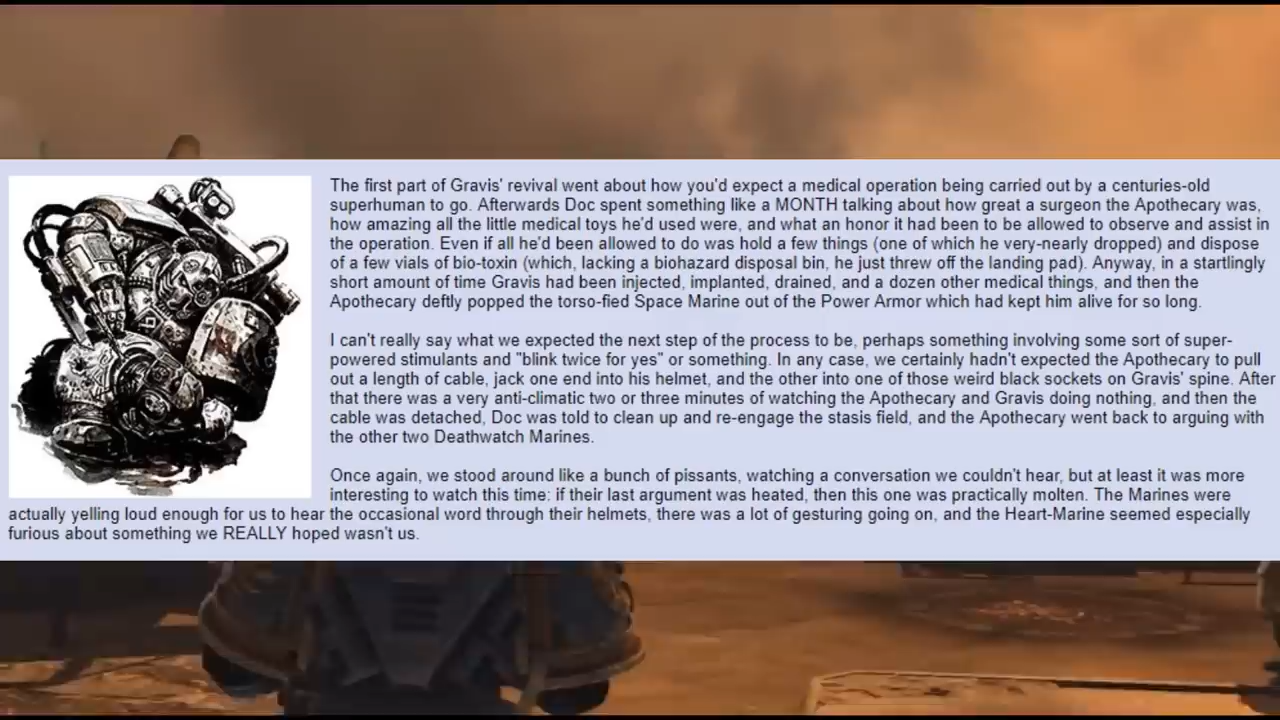 The first part of Gravis' revival went about how you'd expect a medical operation being carried out by a centuries-old
superhuman to go. Afterwards Doc spent something like a MONTH talking about how great a surgeon the Apothecary was,
how amazing all the little medical toys he'd used were, and what an honor it had been to be allowed to observe and assist in
the operation. Even if all he'd been allowed to do was hold a few things (one of which he very-nearly dropped) and dispose
of a few vials of bio-toxin (which, lacking a biohazard disposal bin, he just threw off the landing pad). Anyway, in a startlingly
short amount of time Gravis had been injected, implanted, drained, and a dozen other medical things, and then the
Apothecary deftly popped the torso-fied Space Marine out of the Power Armor which had kept him alive for so long.
I can't really say what we expected the next step of the process to be, perhaps something involving some sort of super-
powered stimulants and "blink twice for yes" or something. In any case, we certainly hadn't expected the Apothecary to pull
out a length of cable, jack one end into his helmet, and the other into one of those weird black sockets on Gravis' spine. After
that there was a very anti-climatic two or three minutes of watching the Apothecary and Gravis doing nothing, and then the
cable was detached, Doc was told to clean up and re-engage the stasis field, and the Apothecary went back to arguing with
the other two Deathwatch Marines.
Once again, we stood around like a bunch of pissants, watching a conversation we couldn't hear, but at least it was more
interesting to watch this time: if their last argument was heated, then this one was practically molten. The Marines were
actually yelling loud enough for us to hear the occasional word through their helmets, there was a lot of gesturing going on, and the Heart-Marine seemed especially
furious about something we REALLY hoped wasn't us.